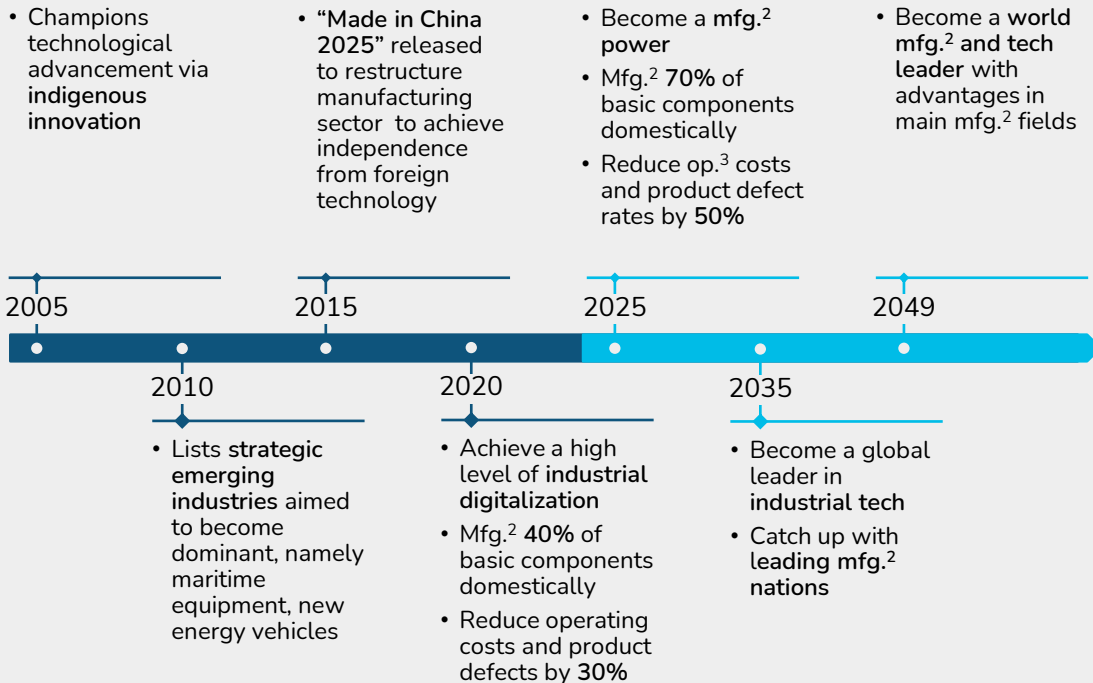 • Champions
technological
advancement via
indigenous
innovation
• “Made in China
2025” released
to restructure
manufacturing
sector to achieve
independence
from foreign
technology
• Become a mfg.²
power
• Mfg.² 70% of
basic components
domestically
• Reduce op.³ costs
and product defect
rates by 50%
• Become a world
mfg.² and tech
leader with
advantages in
main mfg.² fields
2005
2015
2025
2049
2010
2020
2035
• Lists strategic
emerging
industries aimed
to become
dominant, namely
maritime
equipment, new
energy vehicles
• Achieve a high
level of industrial
digitalization
• Mfg.² 40% of
basic components
domestically
• Reduce operating
costs and product
defects by 30%
• Become a global
leader in
industrial tech
• Catch up with
leading mfg.²
nations